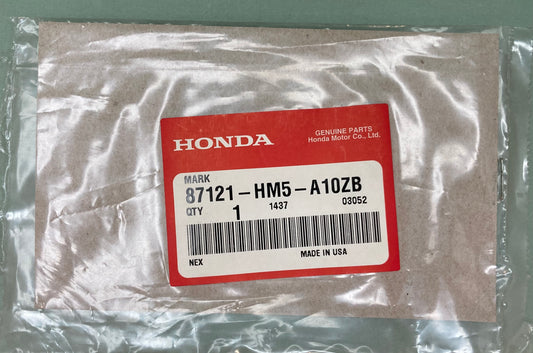 HONDA
GENUINE PARTS
Honda Motor Co., Ltd.
MARK
87121-HM5-A10ZB
QTY 1 1437 03052
NEX MADE IN USA